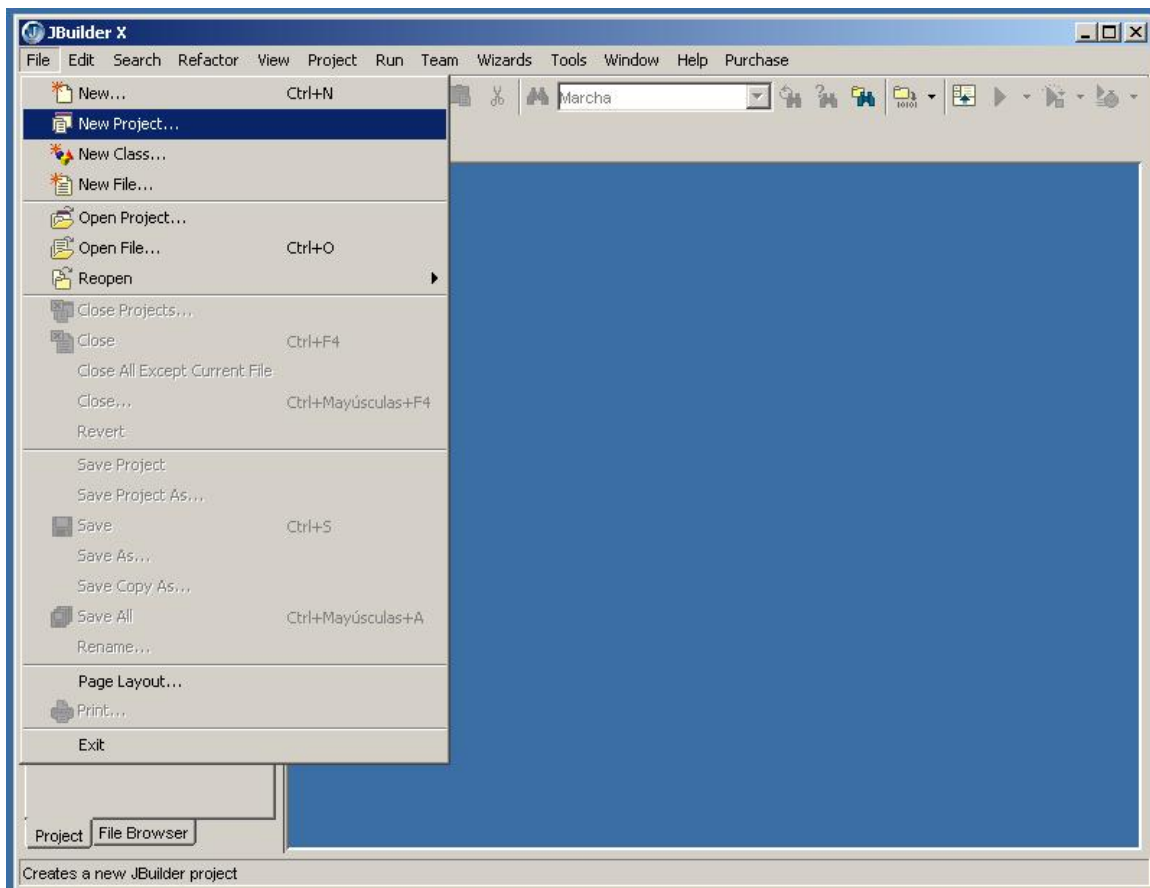 JBuilder X
File Edit Search Refactor View Project Run Team Wizards Tools Window Help Purchase
New... Ctrl+N
Marcha
New Project...
New Class...
New File...
Open Project...
Open File... Ctrl+O
Reopen
Close Projects...
Close Ctrl+F4
Close All Except Current File
Close... Ctrl+Mayúsculas+F4
Revert
Save Project
Save Project As...
Save Ctrl+S
Save As...
Save Copy As...
Save All Ctrl+Mayúsculas+A
Rename...
Page Layout...
Print...
Exit
Project File Browser
Creates a new JBuilder project